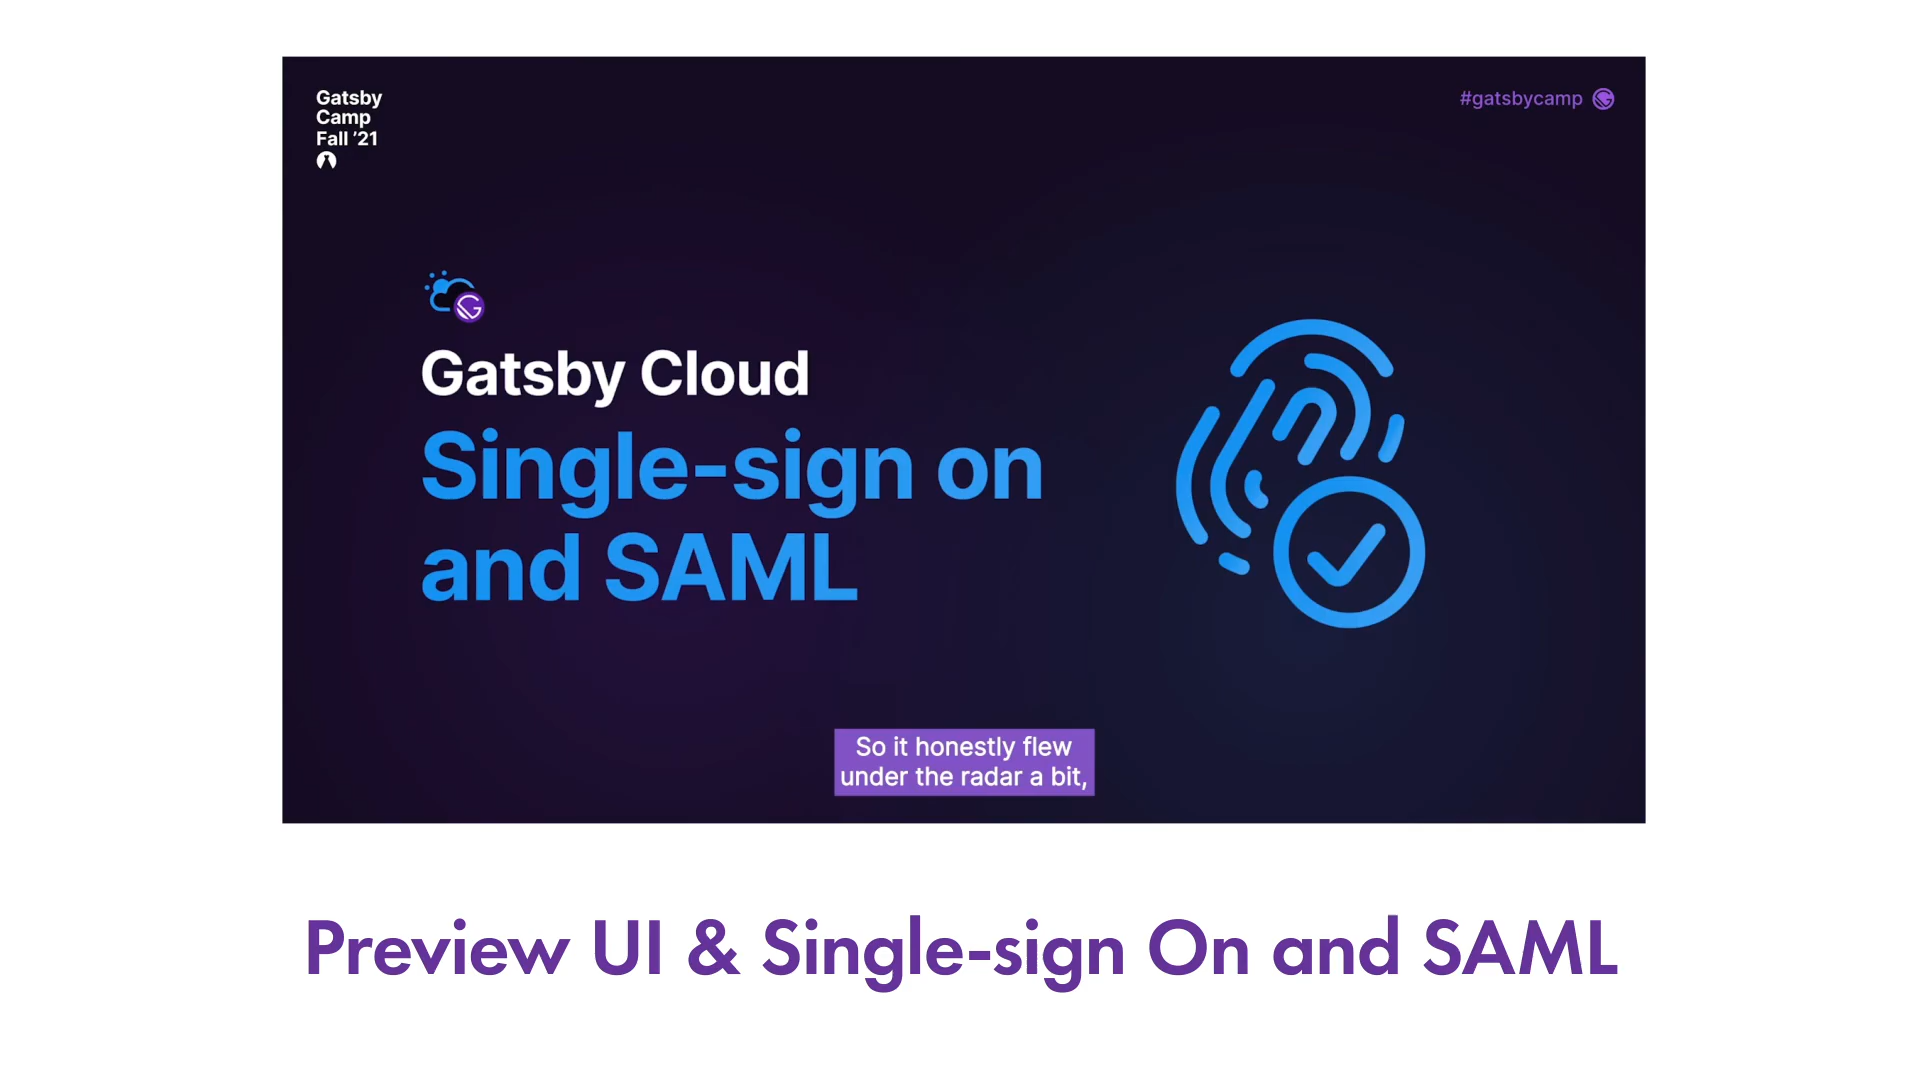 Gatsby
Camp
Fall ’21
#gatsbycamp
Gatsby Cloud
Single-sign on
and SAML
So it honestly flew
under the radar a bit,
Preview UI & Single-sign On and SAML